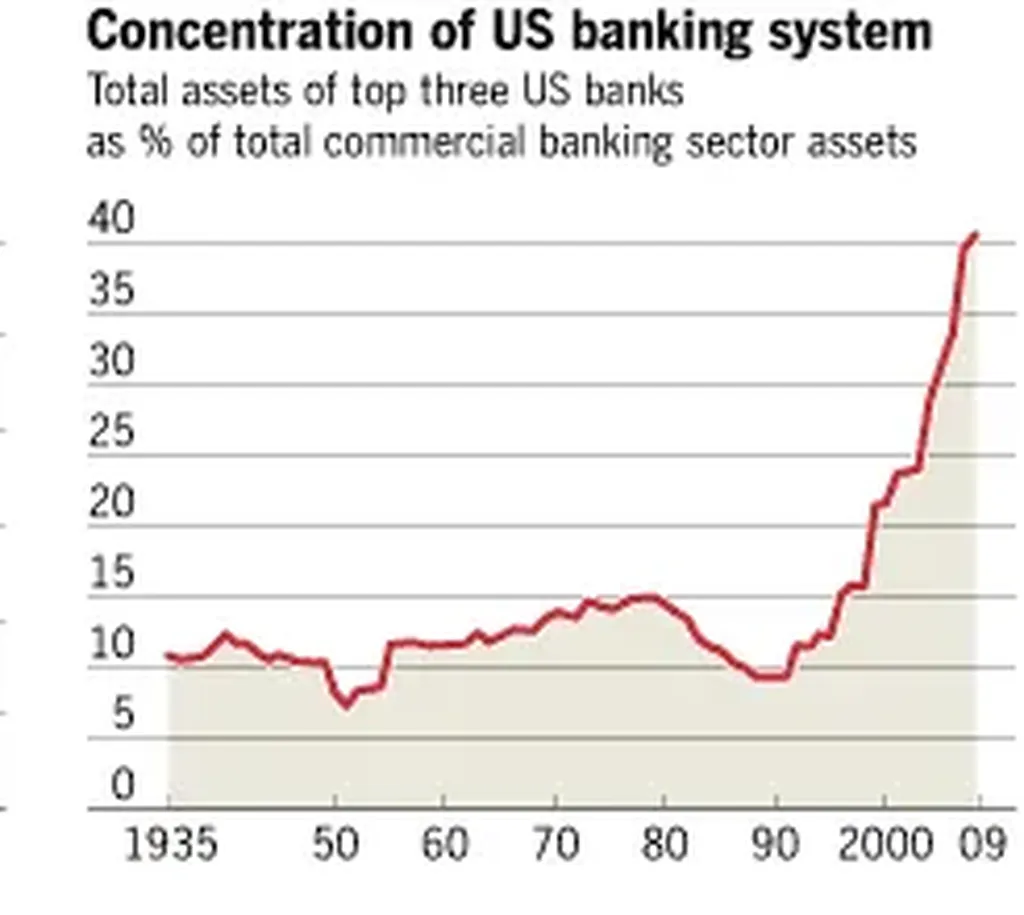 Concentration of US banking system
Total assets of top three US banks
as % of total commercial banking sector assets
40
35
30
25
20
15
10
5
0
1935 50 60 70 80 90 2000 09